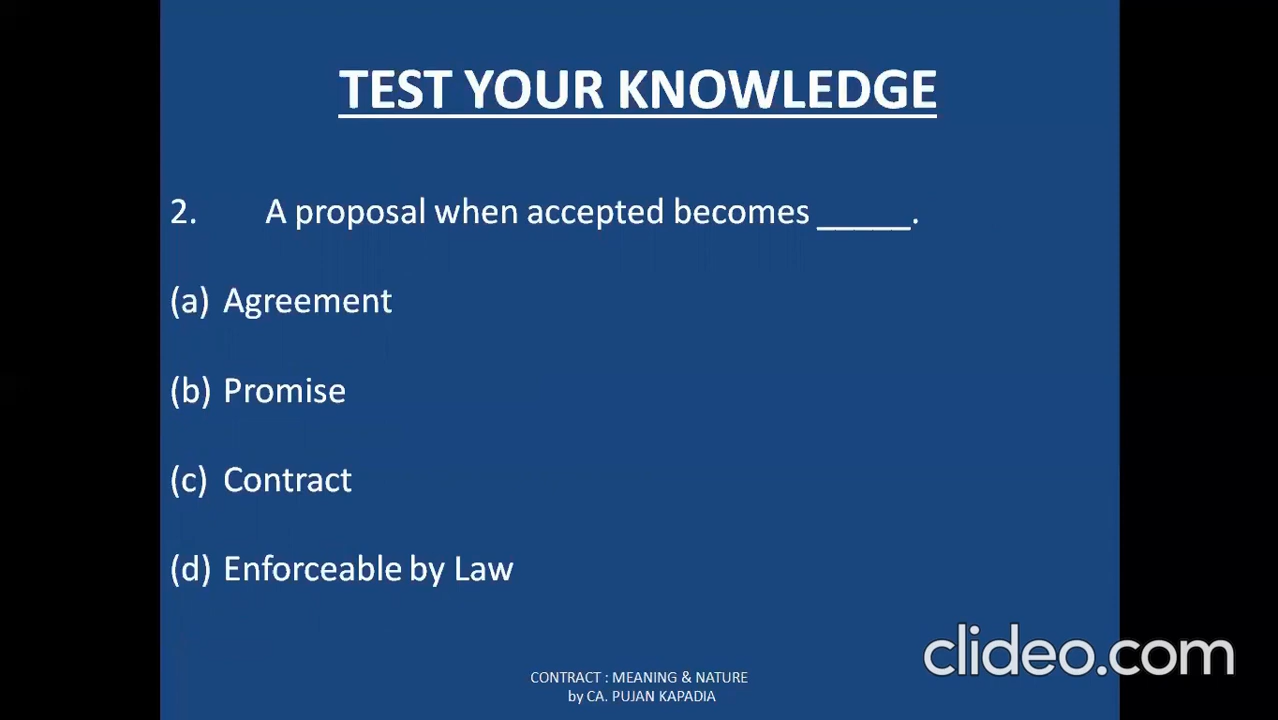 TEST YOUR KNOWLEDGE
2. A proposal when accepted becomes _____.
(a) Agreement
(b) Promise
(c) Contract
(d) Enforceable by Law
CONTRACT : MEANING & NATURE
by CA. PUJAN KAPADIA
clideo.com